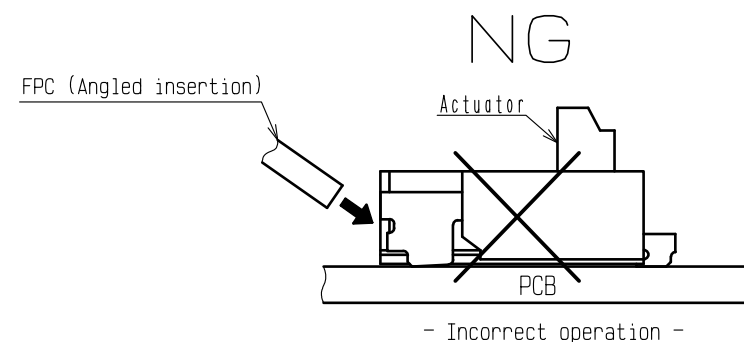 NG
FPC (Angled insertion)
Actuator
PCB
- Incorrect operation -